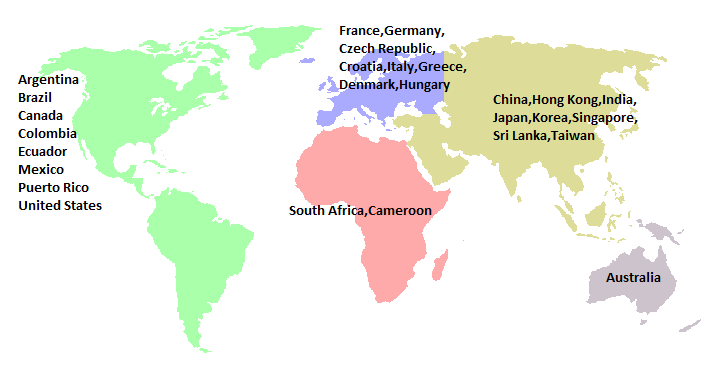 Argentina
Brazil
Canada
Colombia
Ecuador
Mexico
Puerto Rico
United States
France,Germany,
Czech Republic,
Croatia,Italy,Greece,
Denmark,Hungary
China,Hong Kong,India,
Japan,Korea,Singapore,
Sri Lanka,Taiwan
South Africa,Cameroon
Australia